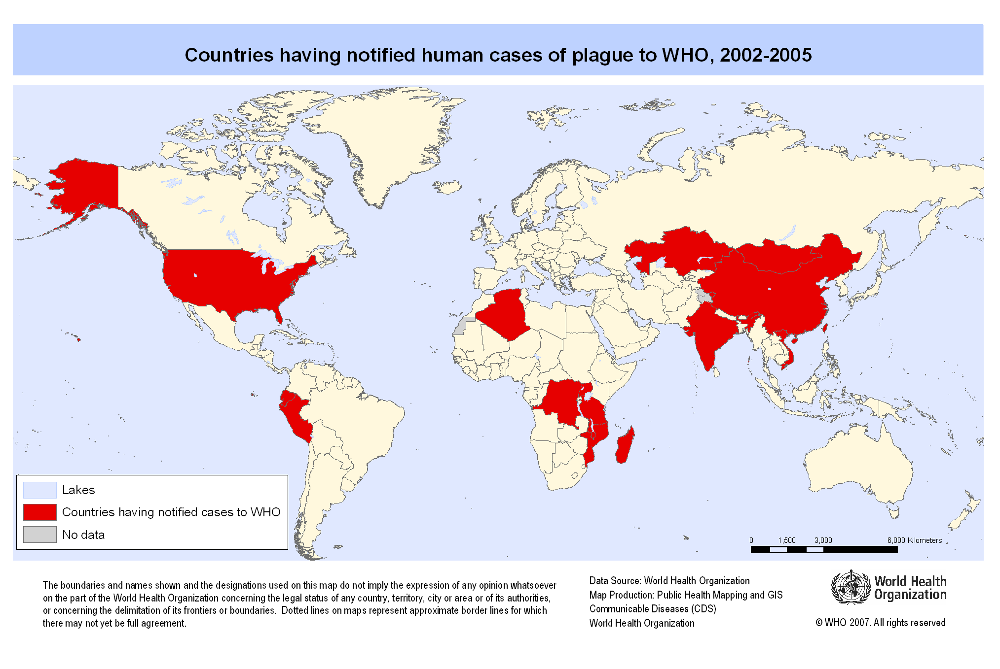 Countries having notified human cases of plague to WHO, 2002-2005
Lakes
Countries having notified cases to WHO
No data
0 1,500 3,000 6,000 Kilometers
The boundaries and names shown and the designations used on this map do not imply the expression of any opinion whatsoever
on the part of the World Health Organization concerning the legal status of any country, territory, city or area or of its authorities,
or concerning the delimitation of its frontiers or boundaries.  Dotted lines on maps represent approximate border lines for which
there may not yet be full agreement.
Data Source: World Health Organization
Map Production: Public Health Mapping and GIS
Communicable Diseases (CDS)
World Health Organization
World Health
Organization
© WHO 2007. All rights reserved